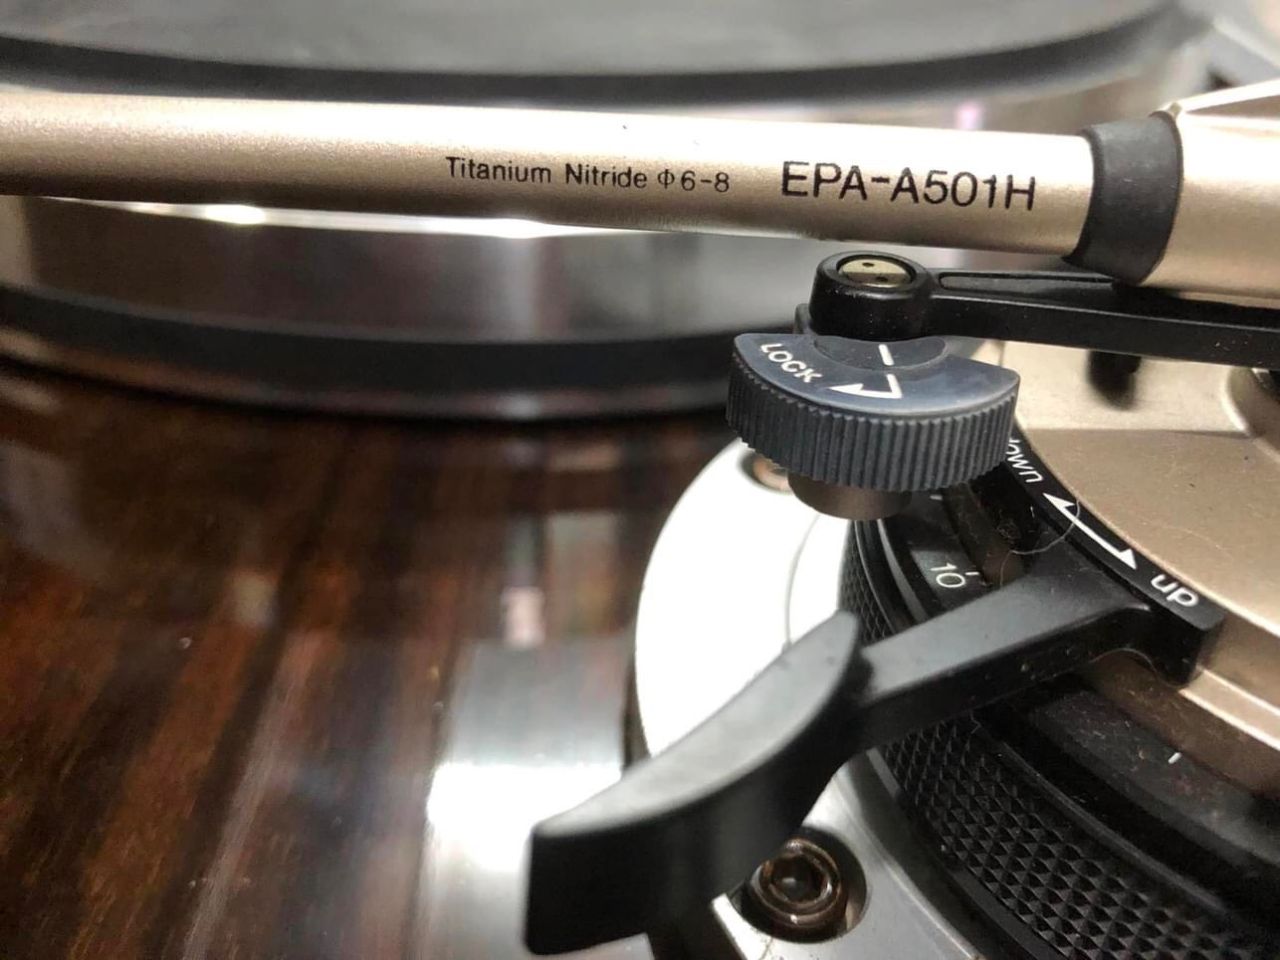 Titanium Nitride Φ6-8 EPA-A501H
LOCK
down
up
10